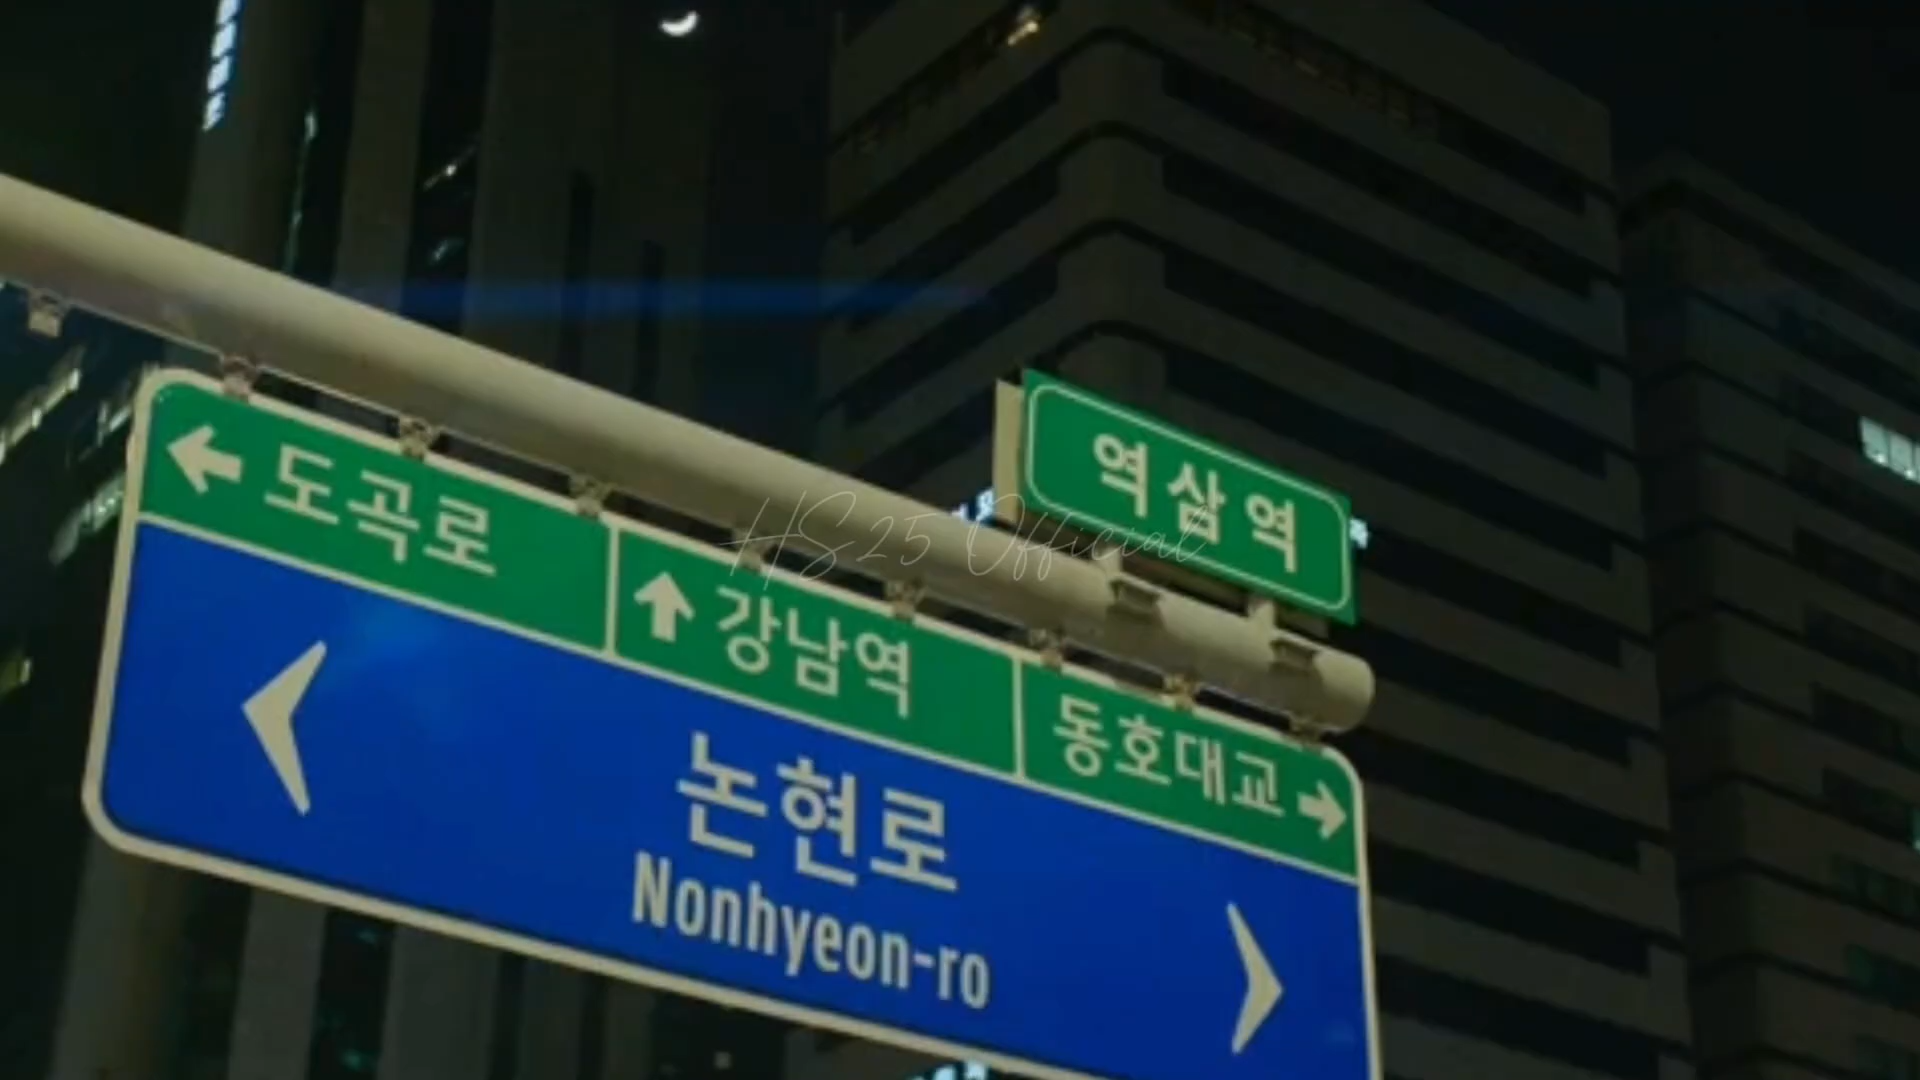 역삼역
← 도곡로
↑ 강남역
동호대교 →
논현로
Nonhyeon-ro
HS25 Official